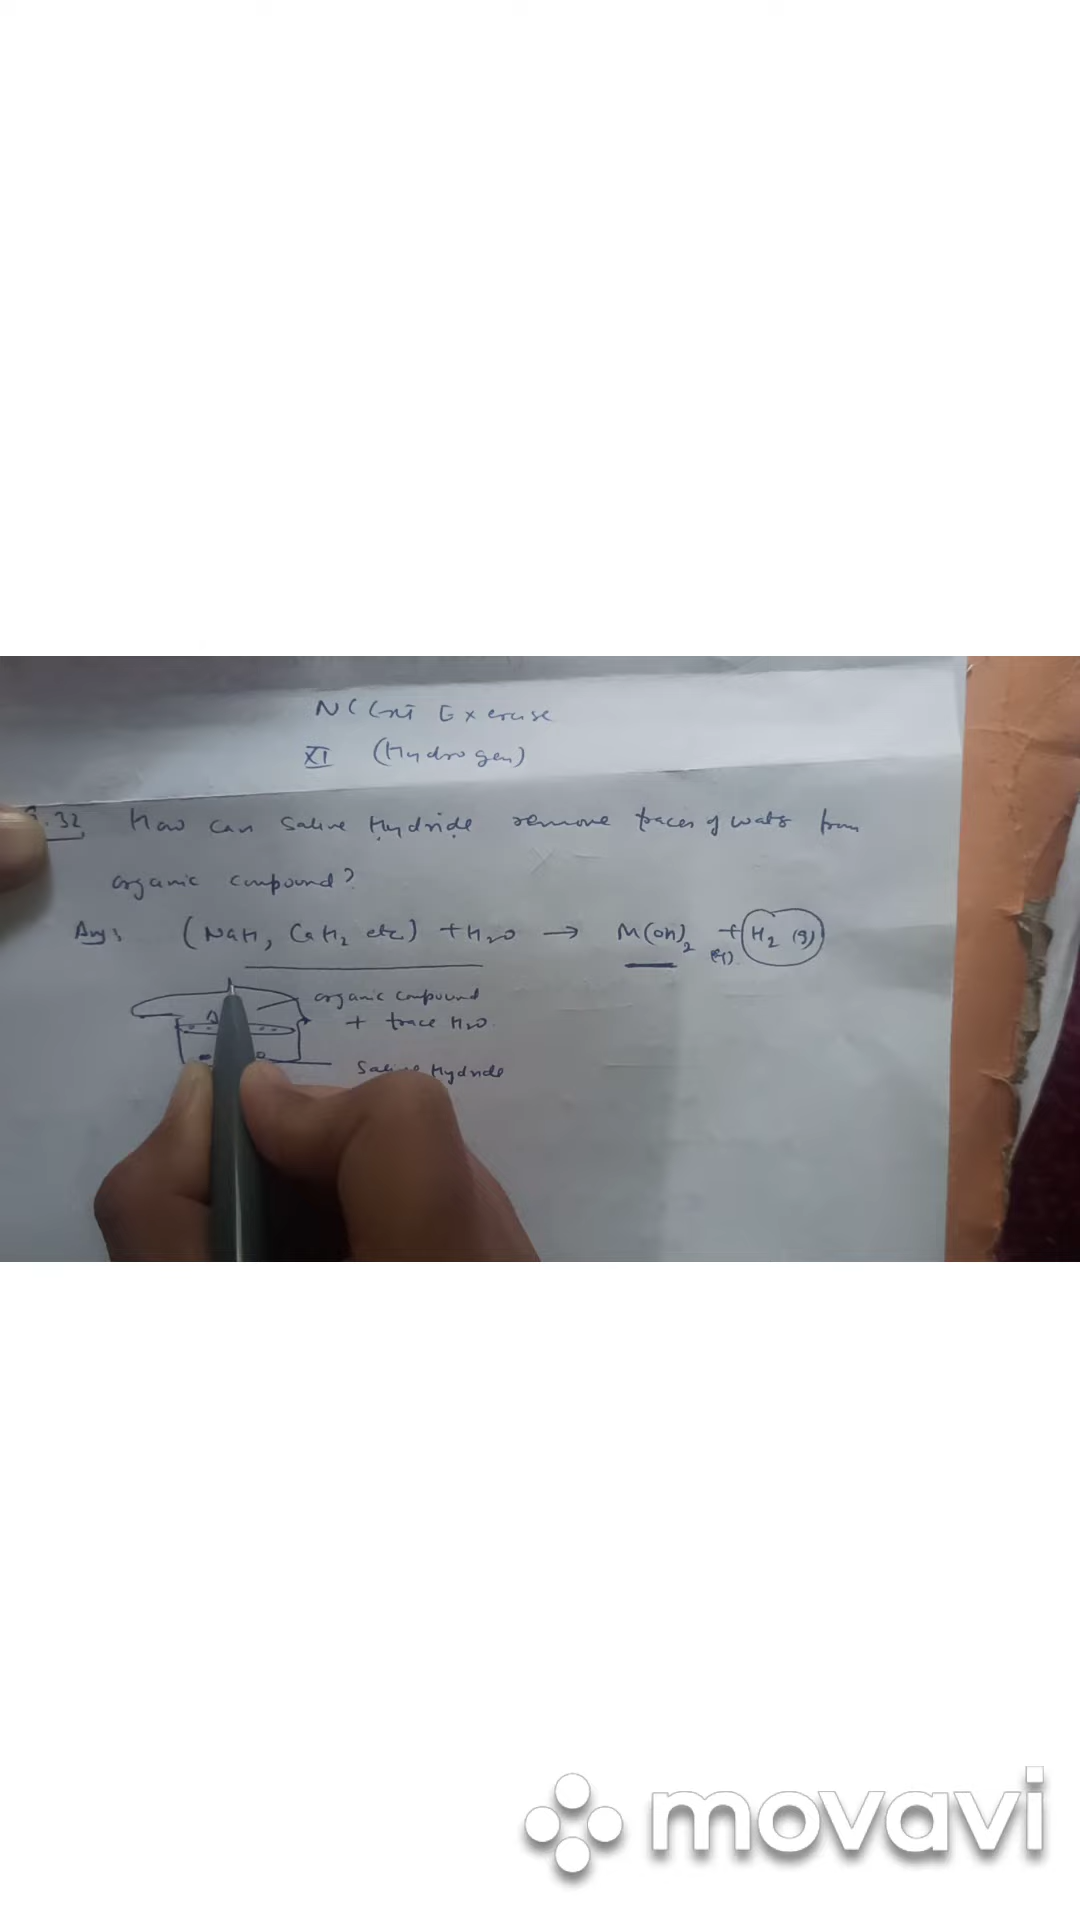 NCERT Exercise
XI (Hydrogen)
.32 How can Saline Hydride remove traces of water from
organic compound?
Ans: (NaH, CaH2 etc) + H2O → M(OH)2 + H2 (g)
organic compound
+ trace H2O
Saline Hydride
movavi